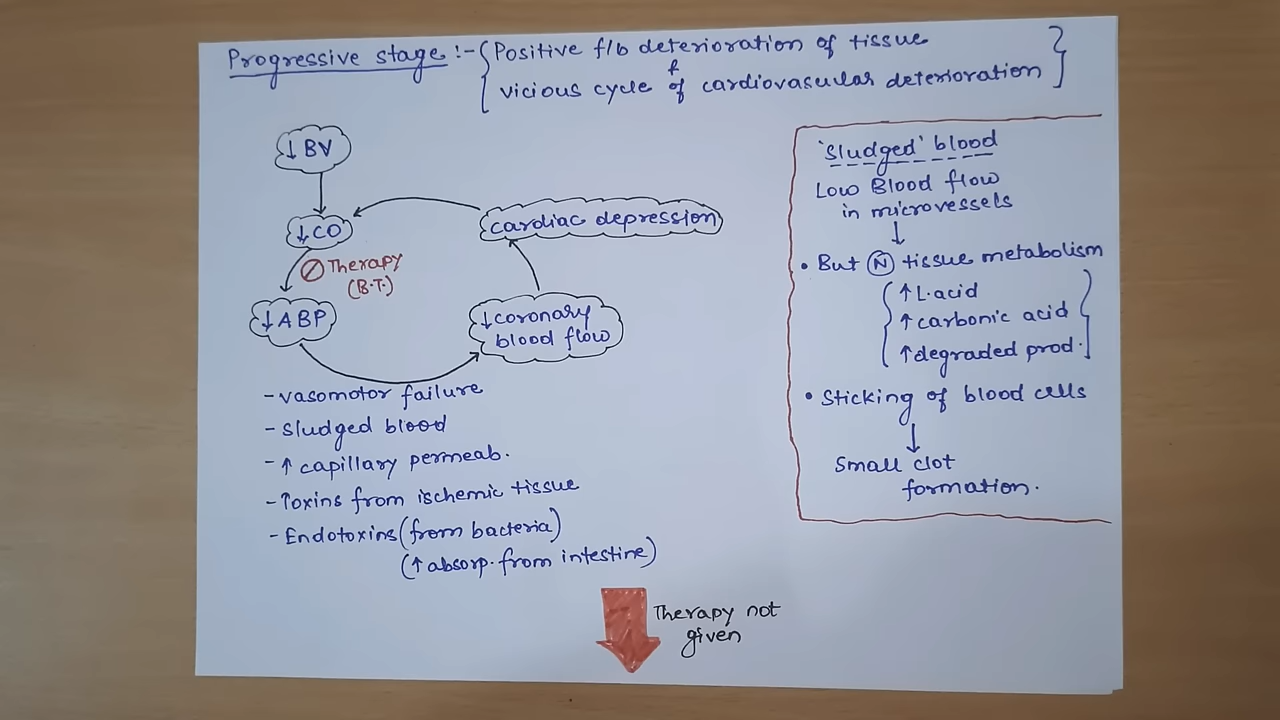 Progressive stage :- {Positive f/b deterioration of tissue
&
vicious cycle of cardiovascular deterioration}
↓BV
↓CO
cardiac depression
Therapy
(B.T.)
↓ABP
↓coronary
blood flow
- vasomotor failure
- sludged blood
- ↑ capillary permeab.
- Toxins from ischemic tissue
- Endotoxins (from bacteria)
(↑ absorp. from intestine)
'sludged' blood
Low Blood flow
in microvessels
↓
• But Ⓝ tissue metabolism
{↑ L.acid
↑ carbonic acid
↑ degraded prod.}
• Sticking of blood cells
↓
Small clot
formation.
Therapy not
given